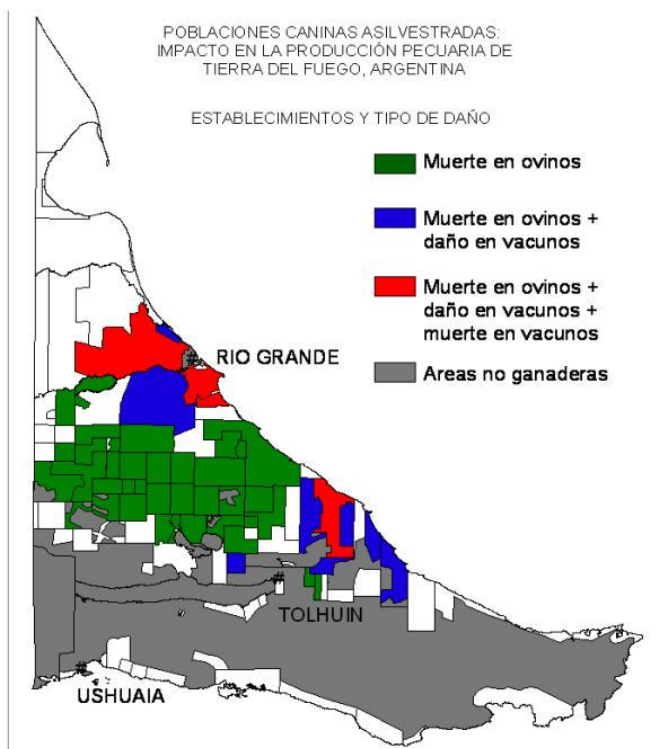 POBLACIONES CANINAS ASILVESTRADAS:
IMPACTO EN LA PRODUCCIÓN PECUARIA DE
TIERRA DEL FUEGO, ARGENTINA
ESTABLECIMIENTOS Y TIPO DE DAÑO
Muerte en ovinos
Muerte en ovinos +
daño en vacunos
Muerte en ovinos +
daño en vacunos +
muerte en vacunos
Areas no ganaderas
RIO GRANDE
TOLHUIN
USHUAIA